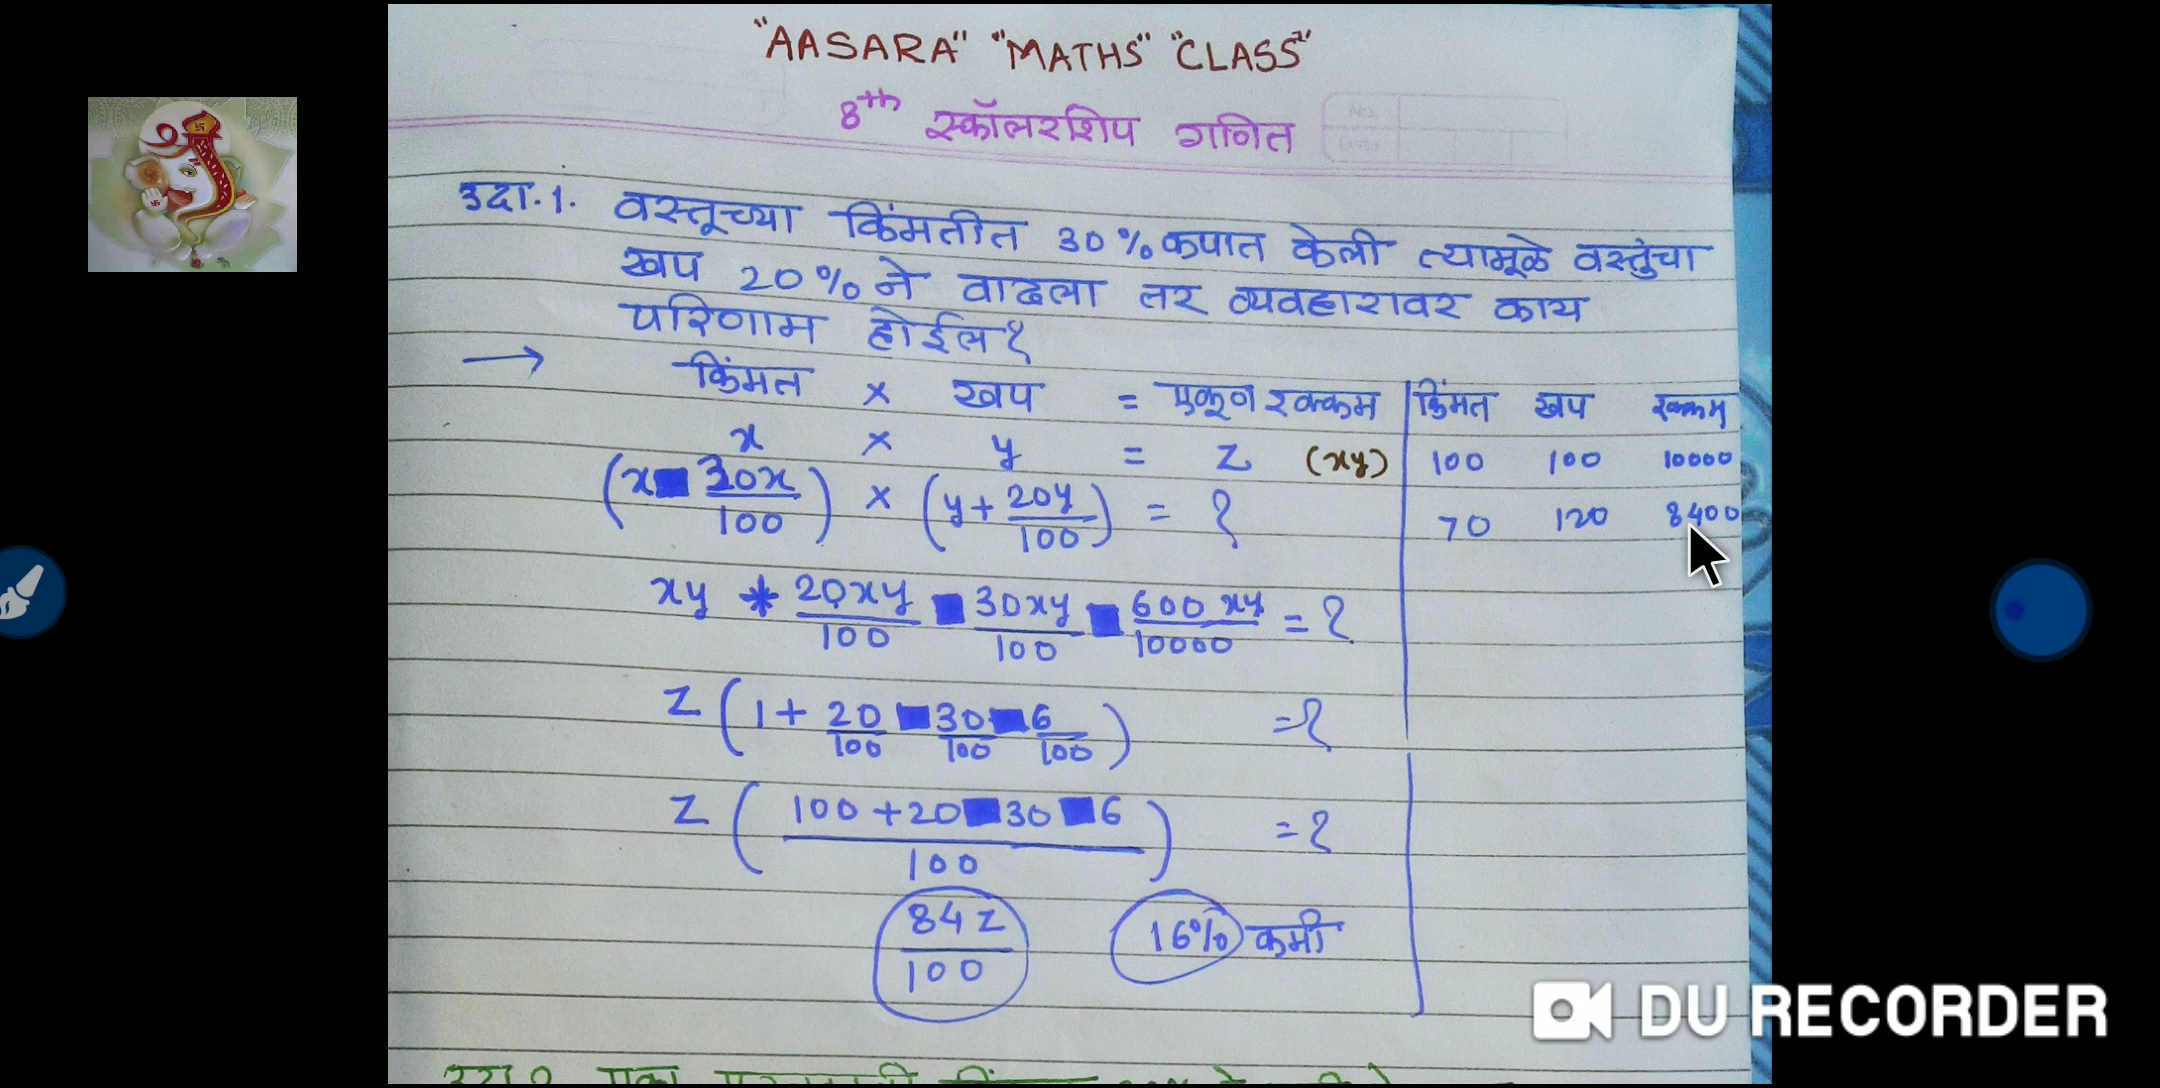 "AASARA" "MATHS" "CLASS"
8th स्कॉलरशिप गणित
उदा.1. वस्तूच्या किंमतीत 30% कपात केली त्यामूळे वस्तुंचा
खप 20% ने वाढला तर व्यवहारावर काय
परिणाम होईल?
→ किंमत × खप = एकूण रक्कम
x × y = z (xy)
(x - 30x/100) × (y + 20y/100) = ?
xy + 20xy/100 - 30xy/100 - 600xy/10000 = ?
z (1 + 20/100 - 30/100 - 6/100) = ?
z (100 + 20 - 30 - 6 / 100) = ?
84z/100 16% कमी
किंमत खप रक्कम
100 100 10000
70 120 8400
DU RECORDER